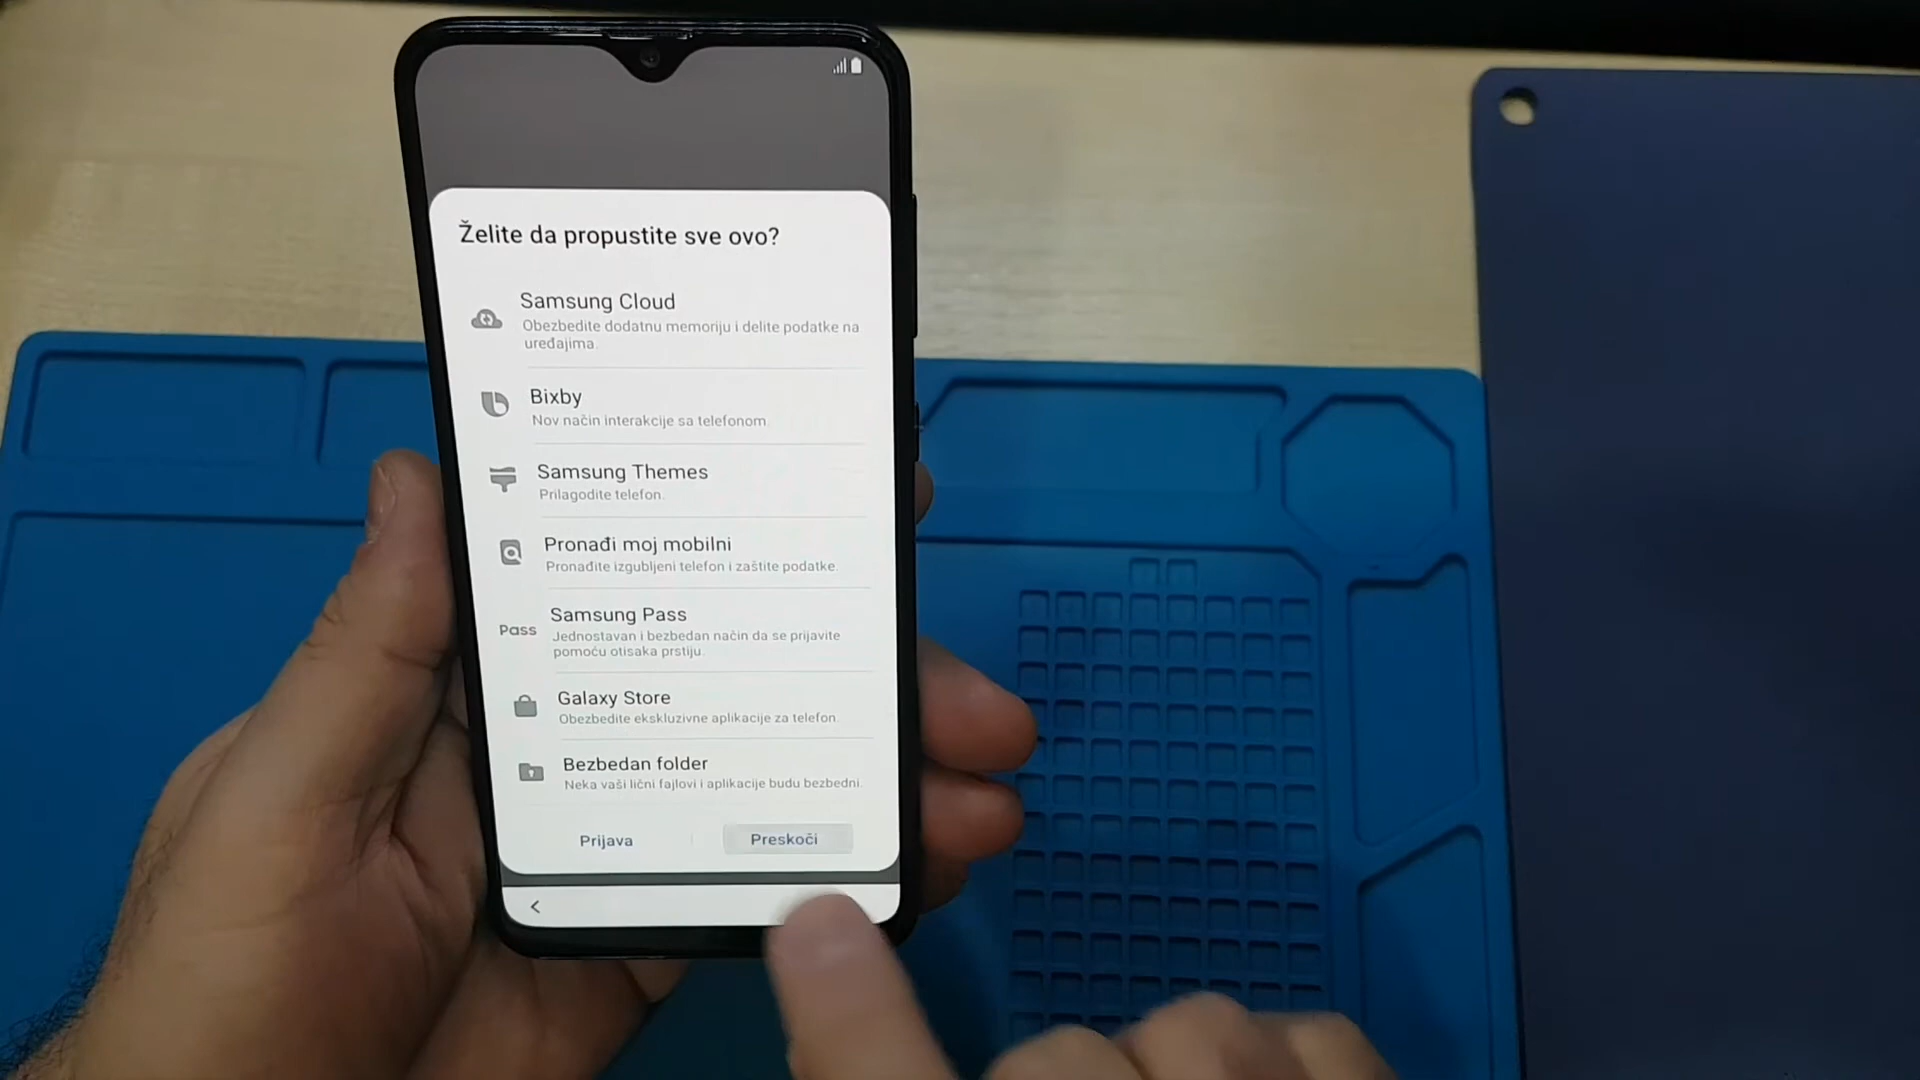 Želite da propustite sve ovo?
Samsung Cloud
Obezbedite dodatnu memoriju i delite podatke na
uređajima.
Bixby
Nov način interakcije sa telefonom.
Samsung Themes
Prilagodite telefon.
Pronađi moj mobilni
Pronađite izgubljeni telefon i zaštite podatke.
Pass
Samsung Pass
Jednostavan i bezbedan način da se prijavite
pomoću otisaka prstiju.
Galaxy Store
Obezbedite ekskluzivne aplikacije za telefon.
Bezbedan folder
Neka vaši lični fajlovi i aplikacije budu bezbedni.
Prijava
Preskoči